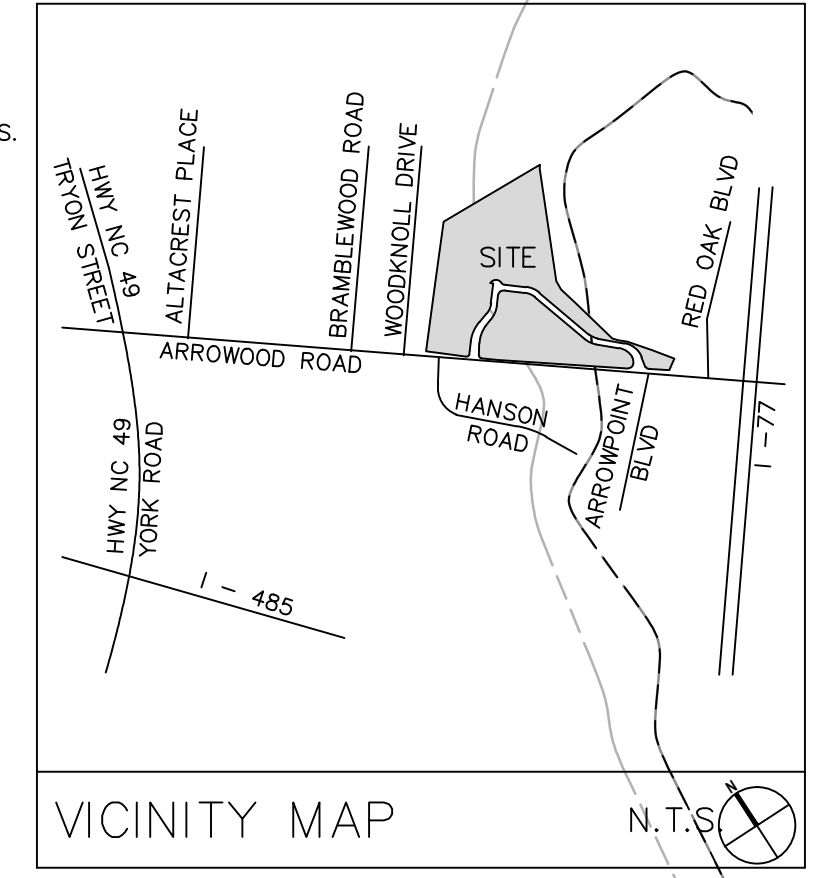 S.
HWY NC 49
TRYON STREET
ALTACREST PLACE
BRAMBLEWOOD ROAD
WOODKNOLL DRIVE
SITE
RED OAK BLVD
ARROWOOD ROAD
HANSON
ROAD
ARROWPOINT
BLVD
I-77
HWY NC 49
YORK ROAD
I - 485
VICINITY MAP
N.T.S.
N